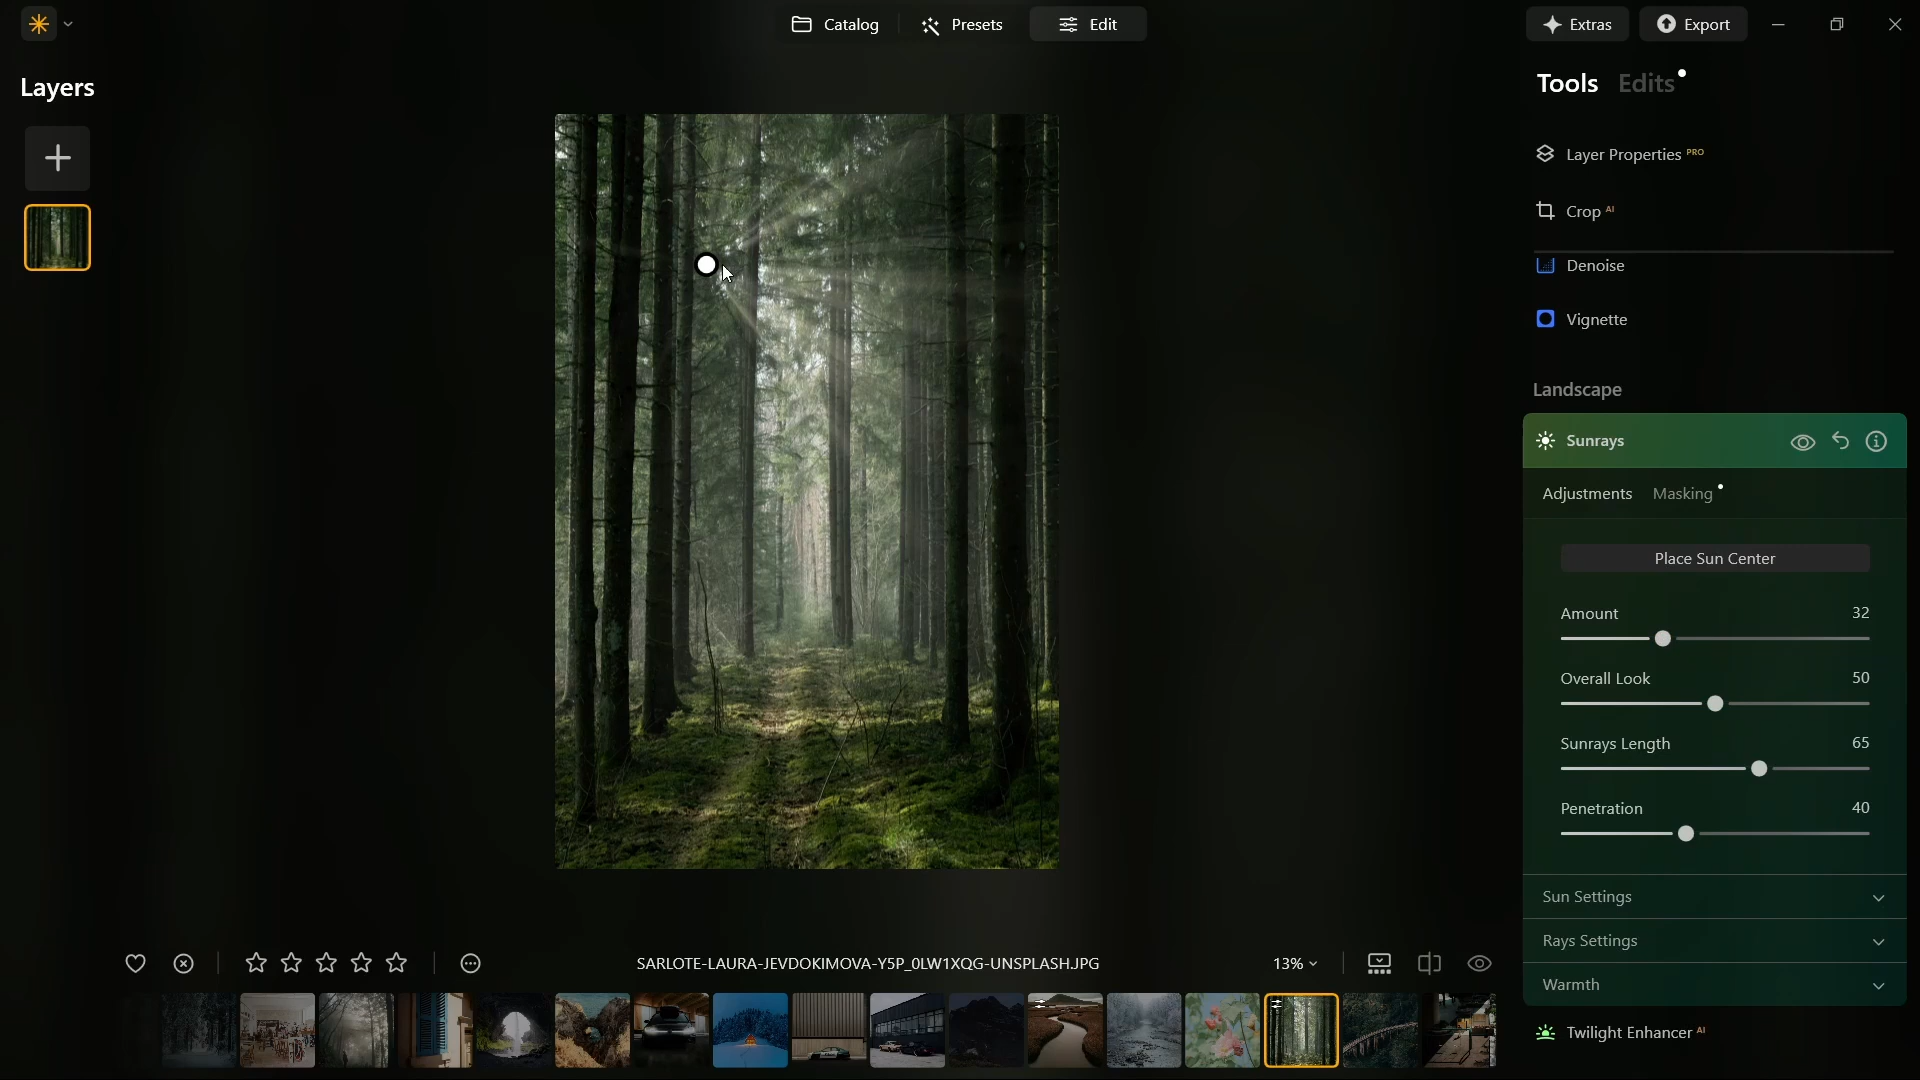 Catalog
Presets
Edit
Extras
Export
Layers
Tools Edits
Layer Properties PRO
Crop AI
Denoise
Vignette
Landscape
Sunrays
Adjustments Masking
Place Sun Center
Amount 32
Overall Look 50
Sunrays Length 65
Penetration 40
Sun Settings
Rays Settings
Warmth
Twilight Enhancer AI
SARLOTE-LAURA-JEVDOKIMOVA-Y5P_0LW1XQG-UNSPLASH.JPG
13%